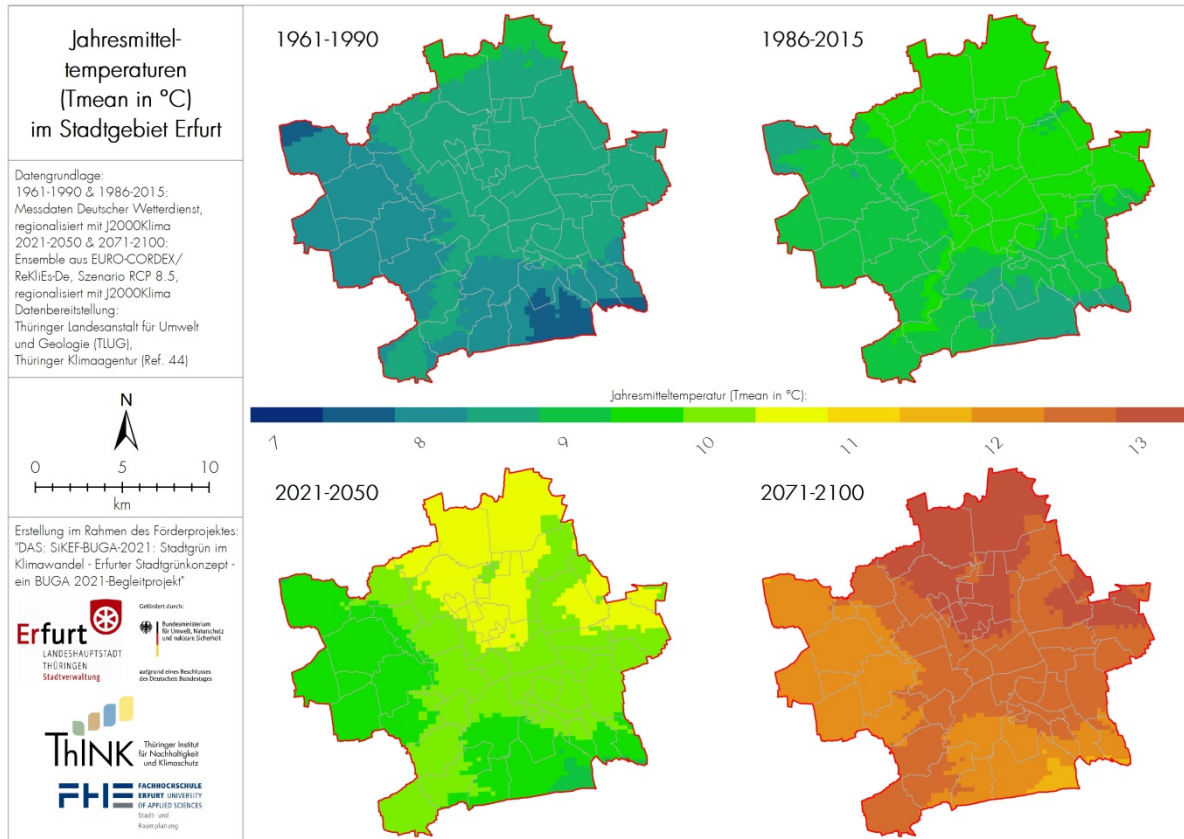 Jahresmittel-
temperaturen
(Tmean in °C)
im Stadtgebiet Erfurt
Datengrundlage:
1961-1990 & 1986-2015:
Messdaten Deutscher Wetterdienst,
regionalisiert mit J2000Klima
2021-2050 & 2071-2100:
Ensemble aus EURO-CORDEX/
ReKliEs-De, Szenario RCP 8.5,
regionalisiert mit J2000Klima
Datenbereitstellung:
Thüringer Landesanstalt für Umwelt
und Geologie (TLUG),
Thüringer Klimaagentur (Ref. 44)
N
0 5 10
km
Erstellung im Rahmen des Förderprojektes:
"DAS: SiKEF-BUGA-2021: Stadtgrün im
Klimawandel - Erfurter Stadtgrünkonzept -
ein BUGA 2021-Begleitprojekt"
Erfurt
LANDESHAUPTSTADT
THÜRINGEN
Stadtverwaltung
Gefördert durch:
Bundesministerium
für Umwelt, Naturschutz
und nukleare Sicherheit
aufgrund eines Beschlusses
des Deutschen Bundestages
ThINK
Thüringer Institut
für Nachhaltigkeit
und Klimaschutz
FHE
FACHHOCHSCHULE
ERFURT UNIVERSITY
OF APPLIED SCIENCES
Stadt- und
Raumplanung
1961-1990
1986-2015
Jahresmitteltemperatur (Tmean in °C):
7 8 9 10 11 12 13
2021-2050
2071-2100